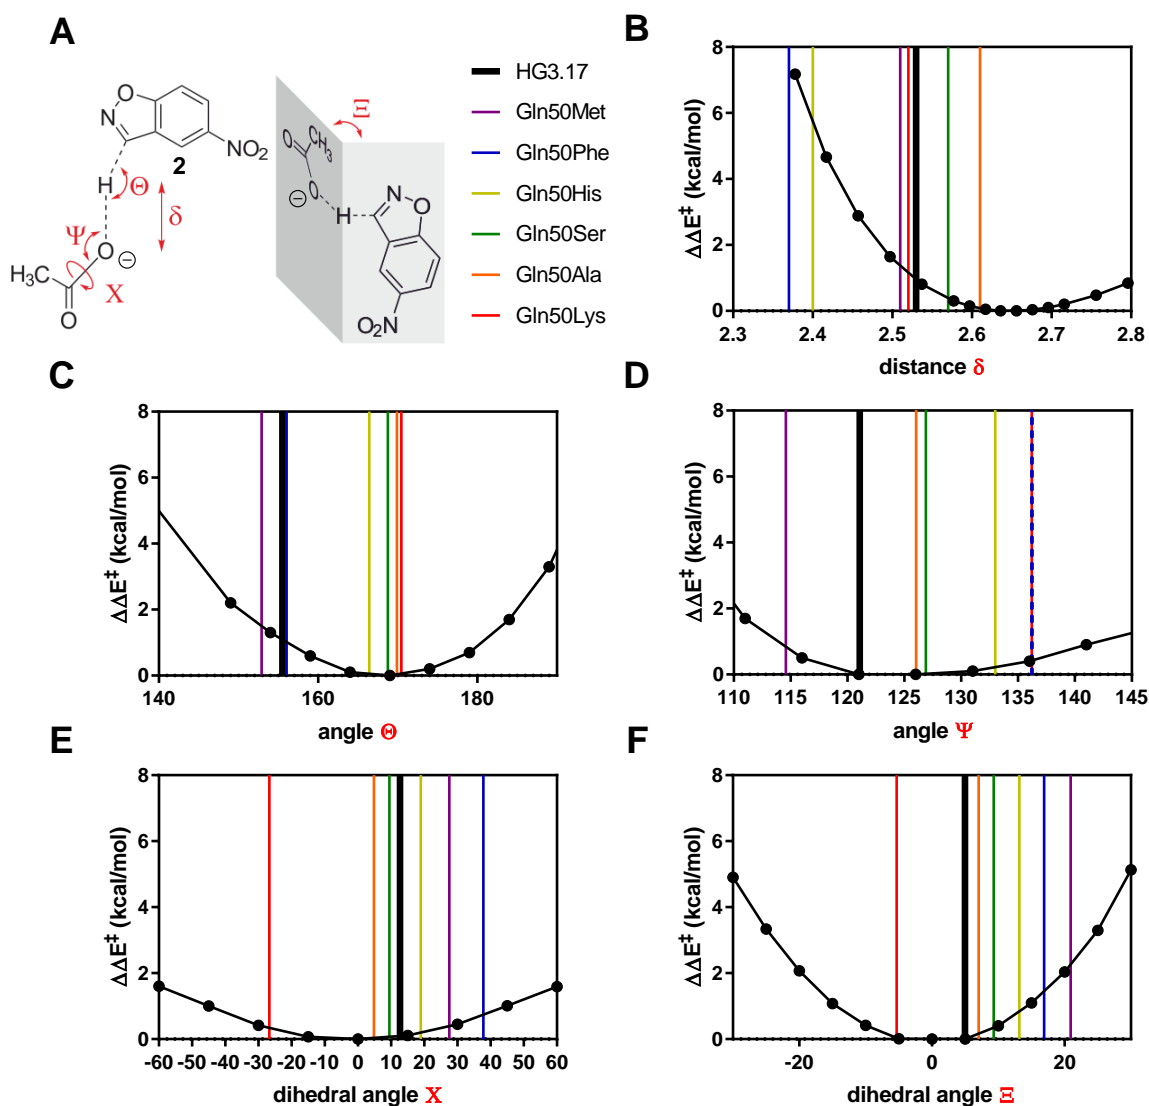 A
O
N
2
NO2
H
Θ
δ
Ψ
O
⊖
H3C
X
O
Ξ
O
CH3
O
⊖
H
N
O
O2N
HG3.17
Gln50Met
Gln50Phe
Gln50His
Gln50Ser
Gln50Ala
Gln50Lys
B
ΔΔE‡ (kcal/mol)
8
6
4
2
0
2.3 2.4 2.5 2.6 2.7 2.8
distance δ
C
ΔΔE‡ (kcal/mol)
8
6
4
2
0
140 160 180
angle Θ
D
ΔΔE‡ (kcal/mol)
8
6
4
2
0
110 115 120 125 130 135 140 145
angle Ψ
E
ΔΔE‡ (kcal/mol)
8
6
4
2
0
-60 -50 -40 -30 -20 -10 0 10 20 30 40 50 60
dihedral angle X
F
ΔΔE‡ (kcal/mol)
8
6
4
2
0
-20 0 20
dihedral angle Ξ